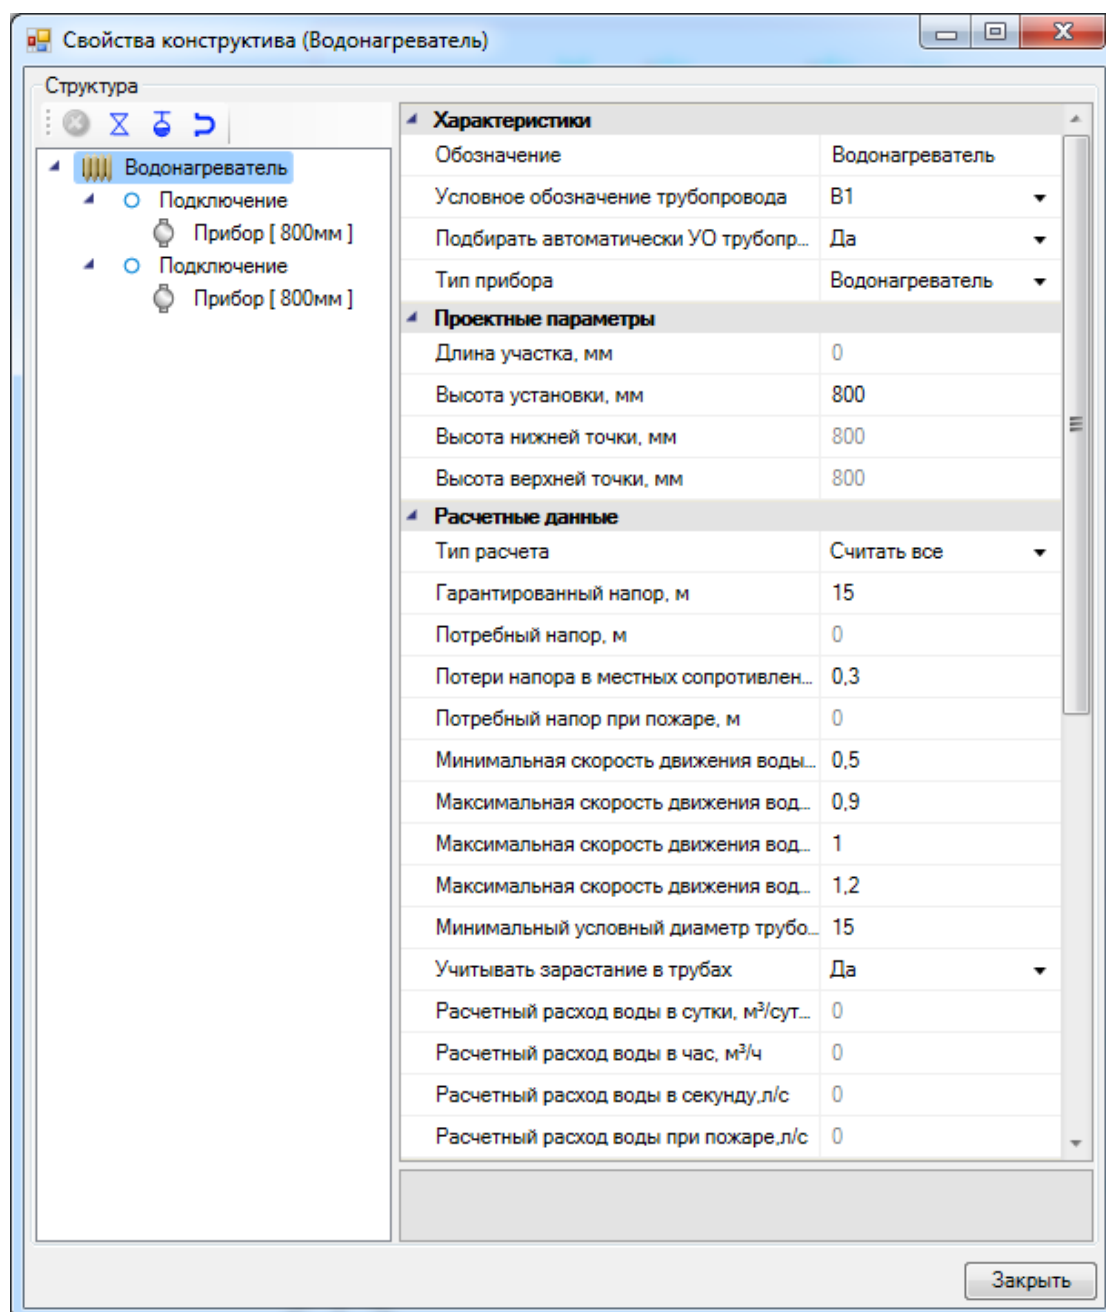 Свойства конструктива (Водонагреватель)
Структура
Водонагреватель
Подключение
Прибор [ 800мм ]
Подключение
Прибор [ 800мм ]
Характеристики
Обозначение Водонагреватель
Условное обозначение трубопровода В1
Подбирать автоматически УО трубопр... Да
Тип прибора Водонагреватель
Проектные параметры
Длина участка, мм 0
Высота установки, мм 800
Высота нижней точки, мм 800
Высота верхней точки, мм 800
Расчетные данные
Тип расчета Считать все
Гарантированный напор, м 15
Потребный напор, м 0
Потери напора в местных сопротивлен... 0,3
Потребный напор при пожаре, м 0
Минимальная скорость движения воды... 0,5
Максимальная скорость движения вод... 0,9
Максимальная скорость движения вод... 1
Максимальная скорость движения вод... 1,2
Минимальный условный диаметр трубо... 15
Учитывать зарастание в трубах Да
Расчетный расход воды в сутки, м³/сут... 0
Расчетный расход воды в час, м³/ч 0
Расчетный расход воды в секунду,л/с 0
Расчетный расход воды при пожаре,л/с 0
Закрыть